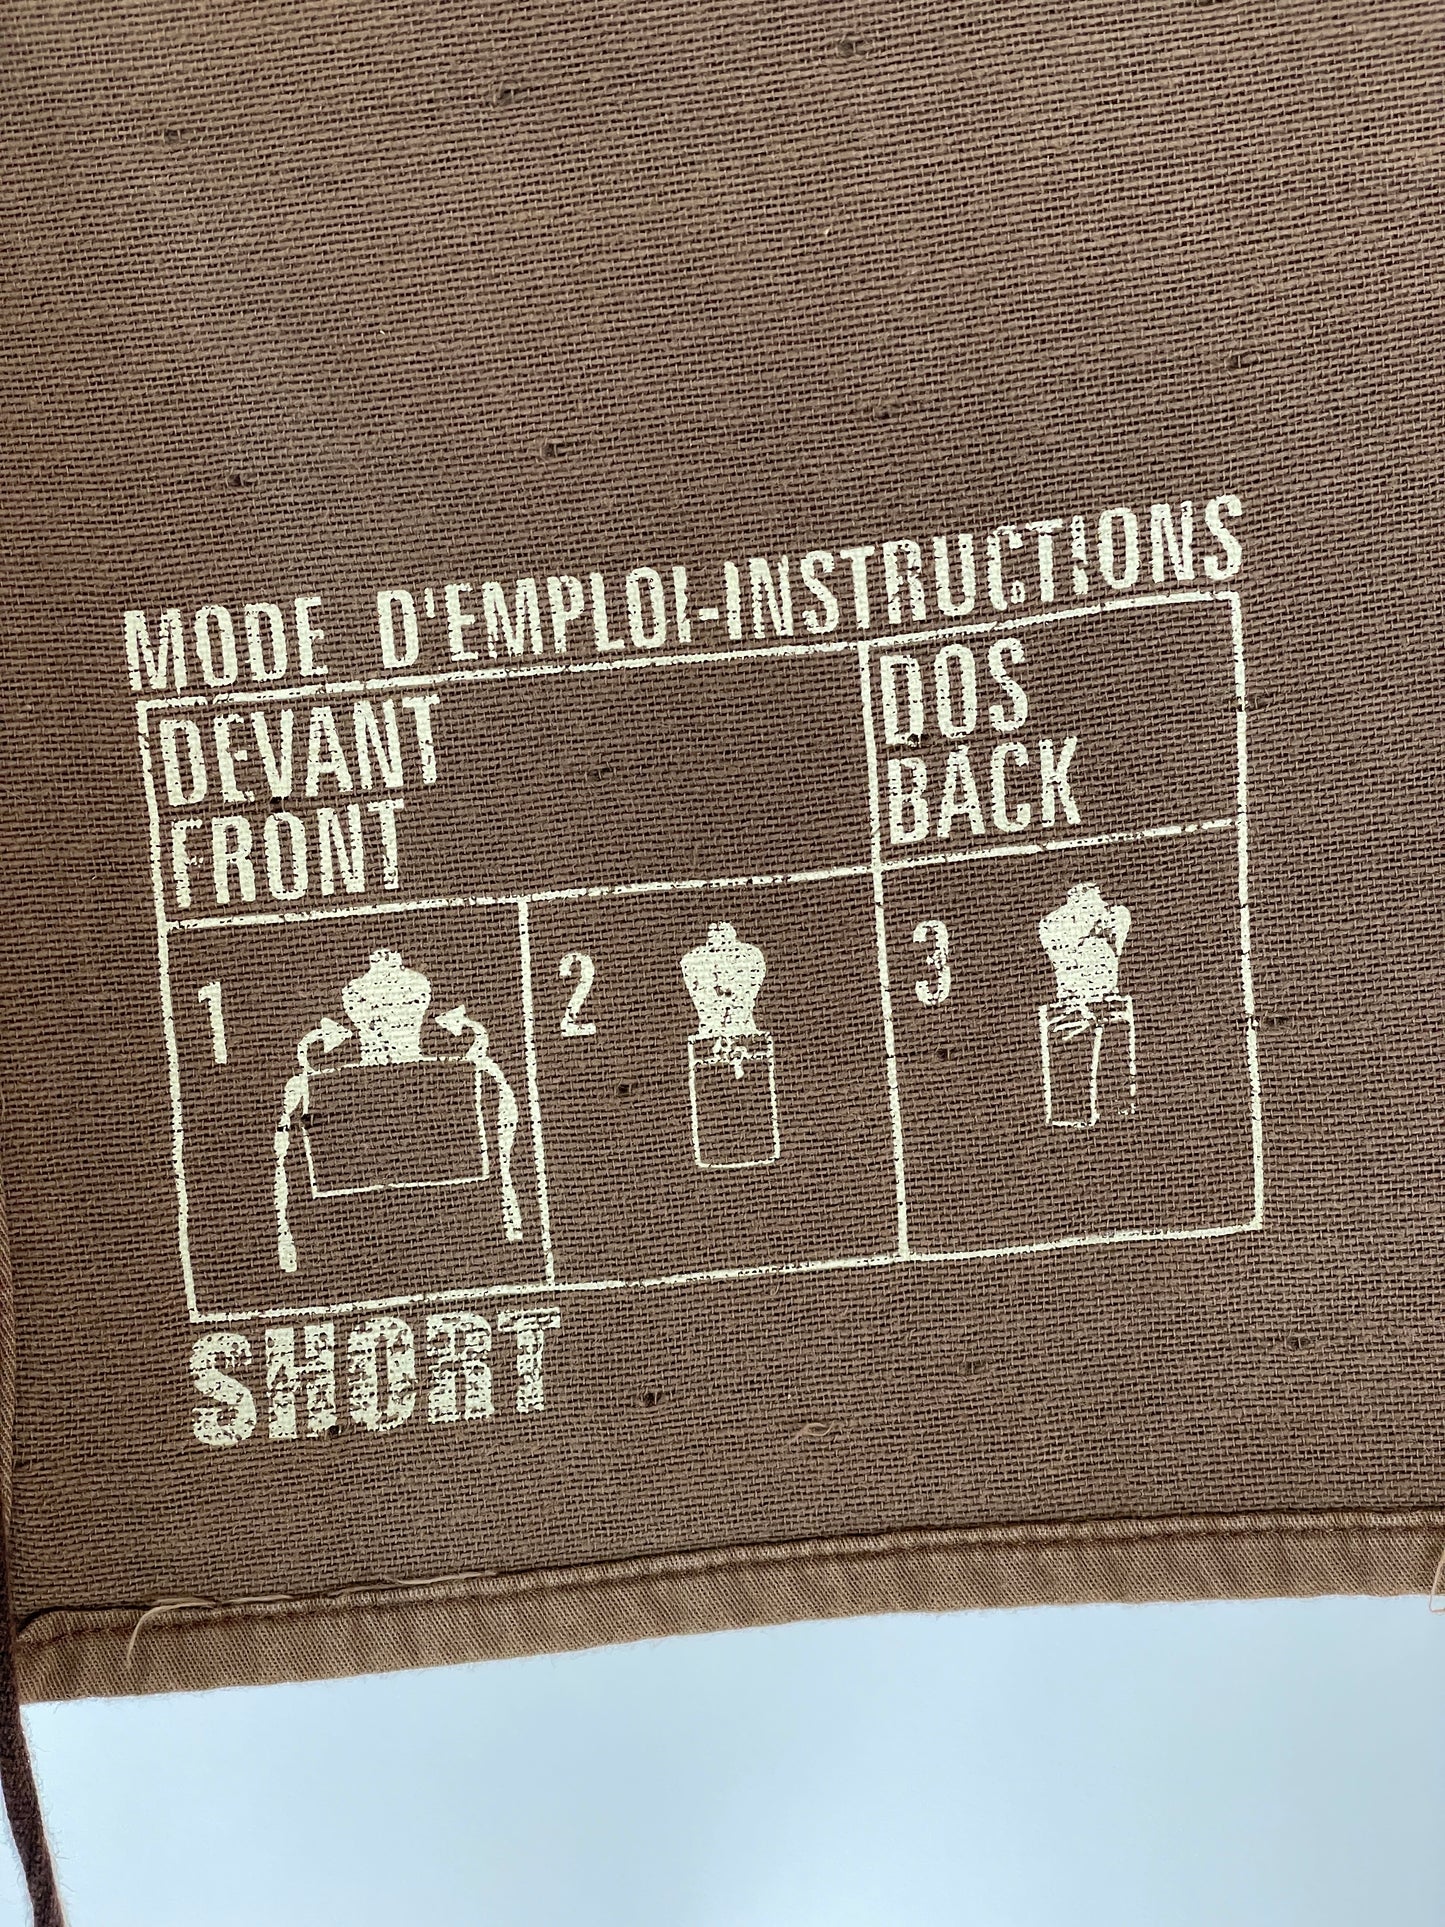 MODE D'EMPLOI-INSTRUCTIONS
DEVANT
FRONT
DOS
BACK
1
2
3
SHORT